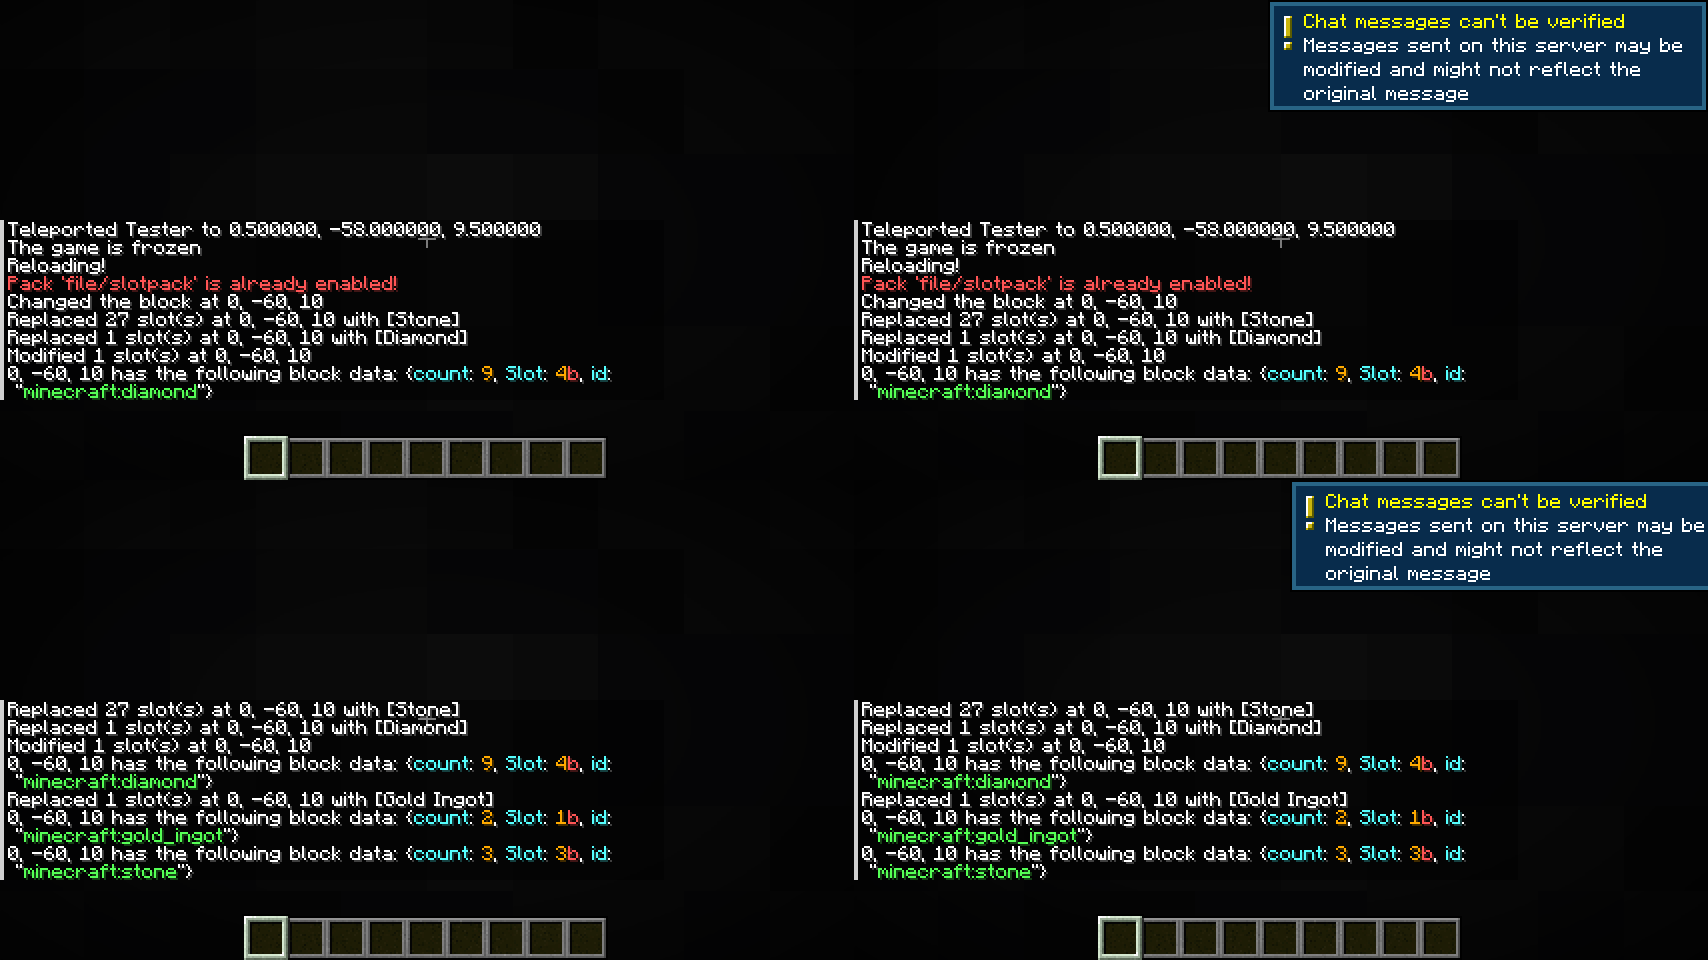 Teleported Tester to 0.500000, -58.000000, 9.500000
The game is frozen
Reloading!
Pack 'file/slotpack' is already enabled!
Changed the block at 0, -60, 10
Replaced 27 slot(s) at 0, -60, 10 with [Stone]
Replaced 1 slot(s) at 0, -60, 10 with [Diamond]
Modified 1 slot(s) at 0, -60, 10
0, -60, 10 has the following block data: {count: 9, Slot: 4b, id:
"minecraft:diamond"}
Chat messages can't be verified
Messages sent on this server may be
modified and might not reflect the
original message
Teleported Tester to 0.500000, -58.000000, 9.500000
The game is frozen
Reloading!
Pack 'file/slotpack' is already enabled!
Changed the block at 0, -60, 10
Replaced 27 slot(s) at 0, -60, 10 with [Stone]
Replaced 1 slot(s) at 0, -60, 10 with [Diamond]
Modified 1 slot(s) at 0, -60, 10
0, -60, 10 has the following block data: {count: 9, Slot: 4b, id:
"minecraft:diamond"}
Replaced 27 slot(s) at 0, -60, 10 with [Stone]
Replaced 1 slot(s) at 0, -60, 10 with [Diamond]
Modified 1 slot(s) at 0, -60, 10
0, -60, 10 has the following block data: {count: 9, Slot: 4b, id:
"minecraft:diamond"}
Replaced 1 slot(s) at 0, -60, 10 with [Gold Ingot]
0, -60, 10 has the following block data: {count: 2, Slot: 1b, id:
"minecraft:gold_ingot"}
0, -60, 10 has the following block data: {count: 3, Slot: 3b, id:
"minecraft:stone"}
Chat messages can't be verified
Messages sent on this server may be
modified and might not reflect the
original message
Replaced 27 slot(s) at 0, -60, 10 with [Stone]
Replaced 1 slot(s) at 0, -60, 10 with [Diamond]
Modified 1 slot(s) at 0, -60, 10
0, -60, 10 has the following block data: {count: 9, Slot: 4b, id:
"minecraft:diamond"}
Replaced 1 slot(s) at 0, -60, 10 with [Gold Ingot]
0, -60, 10 has the following block data: {count: 2, Slot: 1b, id:
"minecraft:gold_ingot"}
0, -60, 10 has the following block data: {count: 3, Slot: 3b, id:
"minecraft:stone"}